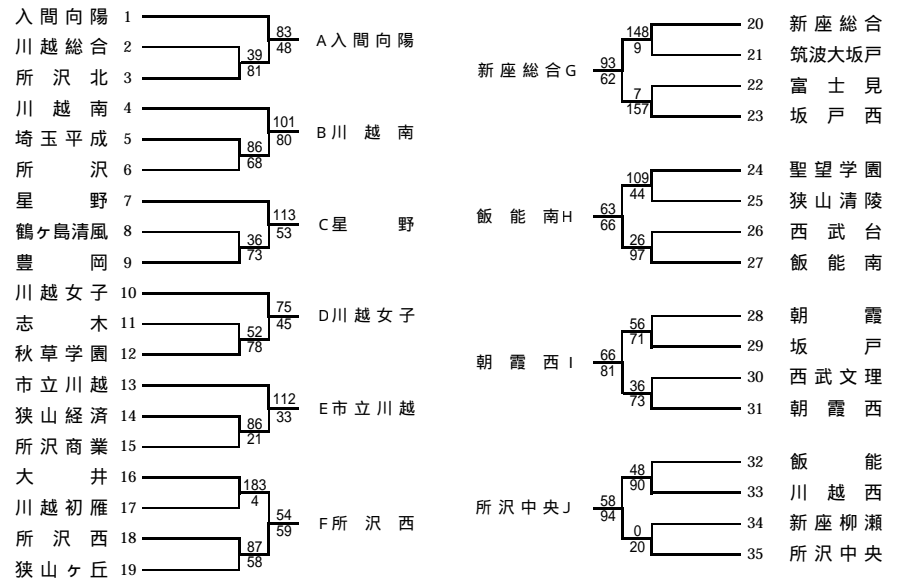 入間向陽 1
83
48
A入間向陽
川越総合 2
39
81
所沢北 3
川越南 4
101
80
B川越南
埼玉平成 5
86
68
所沢 6
星野 7
113
53
C星野
鶴ヶ島清風 8
36
73
豊岡 9
川越女子 10
75
45
D川越女子
志木 11
52
78
秋草学園 12
市立川越 13
112
33
E市立川越
狭山経済 14
86
21
所沢商業 15
大井 16
183
4
川越初雁 17
54
59
F所沢西
所沢西 18
87
58
狭山ヶ丘 19
20 新座総合
148
9
21 筑波大坂戸
新座総合G
93
62
22 富士見
7
157
23 坂戸西
24 聖望学園
109
44
25 狭山清陵
飯能南H
63
66
26 西武台
26
97
27 飯能南
28 朝霞
56
71
29 坂戸
朝霞西I
66
81
30 西武文理
36
73
31 朝霞西
32 飯能
48
90
33 川越西
所沢中央J
58
94
34 新座柳瀬
0
20
35 所沢中央